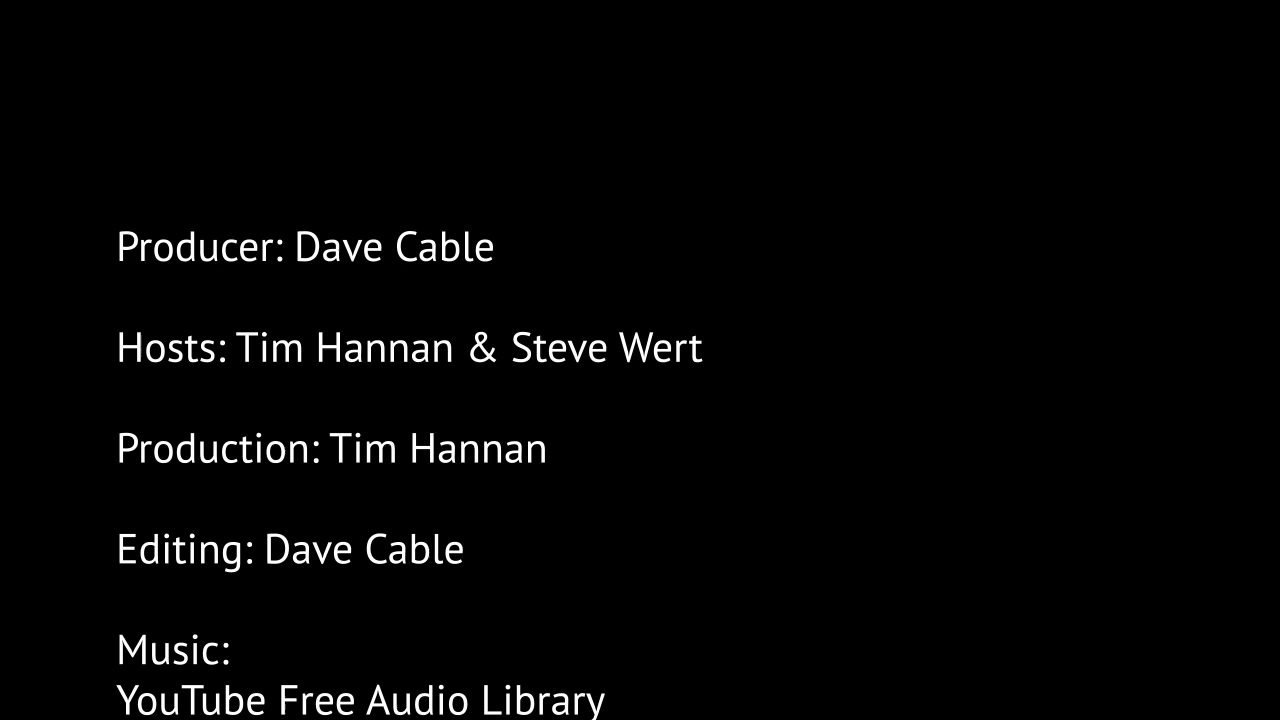 Producer: Dave Cable
Hosts: Tim Hannan & Steve Wert
Production: Tim Hannan
Editing: Dave Cable
Music:
YouTube Free Audio Library